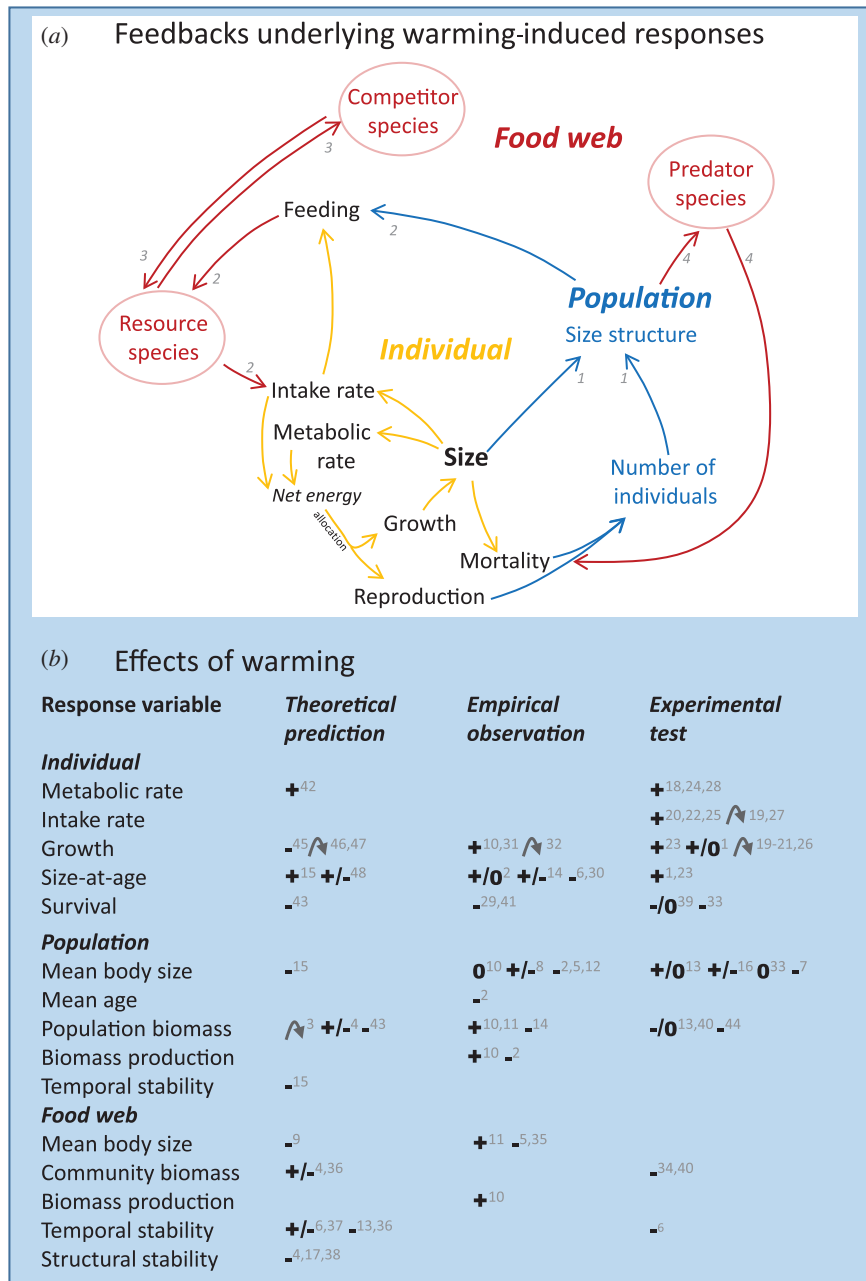 (a) Feedbacks underlying warming-induced responses
Competitor
species
Food web
3
Predator
species
Feeding
2
3
2
4
4
Population
Size structure
Resource
species
Individual
2
1
1
Intake rate
Metabolic
rate
Size
Number of
individuals
Net energy
allocation
Growth
Mortality
Reproduction
(b) Effects of warming
Response variable Theoretical prediction Empirical observation Experimental test
Individual
Metabolic rate +42 +18,24,28
Intake rate +20,22,25 19,27
Growth -45 46,47 +10,31 32 +23 +/01 19-21,26
Size-at-age +15 +/-48 +/02 +/-14 -6,30 +1,23
Survival -43 -29,41 -/039 -33
Population
Mean body size -15 010 +/-8 -2,5,12 +/013 +/-16 033 -7
Mean age -2
Population biomass 3 +/-4 -43 +10,11 -14 -/013,40 -44
Biomass production +10 -2
Temporal stability -15
Food web
Mean body size -9 +11 -5,35
Community biomass +/-4,36 -34,40
Biomass production +10
Temporal stability +/-6,37 -13,36 -6
Structural stability -4,17,38